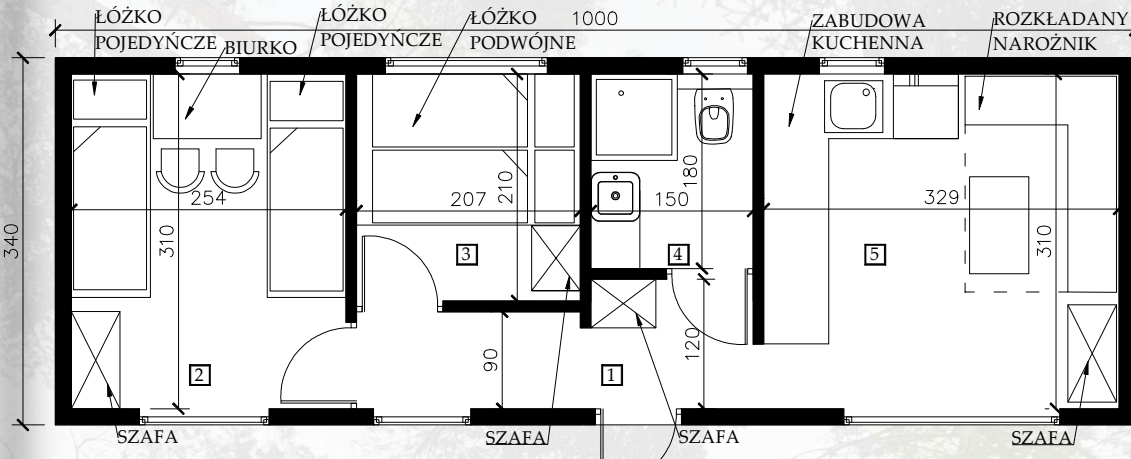 ŁÓŻKO
POJEDYŃCZE
BIURKO
ŁÓŻKO
POJEDYŃCZE
ŁÓŻKO
PODWÓJNE
1000
ZABUDOWA
KUCHENNA
ROZKŁADANY
NAROŻNIK
340
254
310
207
210
180
150
329
310
3
4
5
2
90
1
120
SZAFA
SZAFA
SZAFA
SZAFA